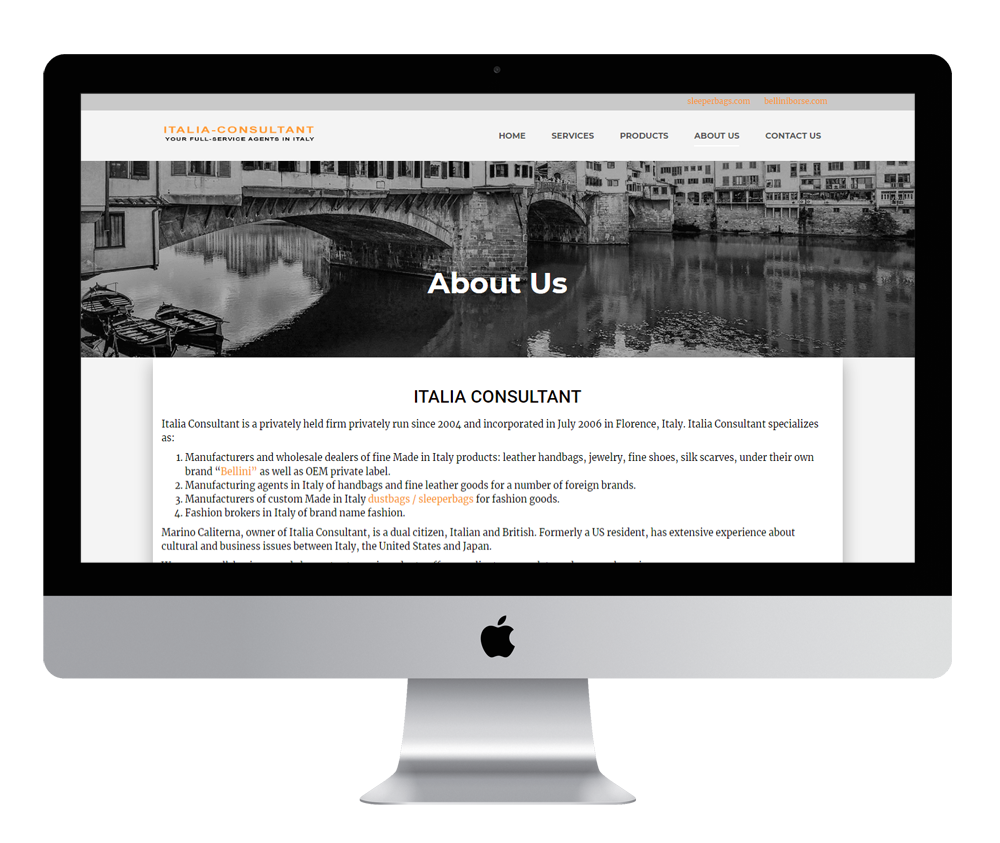 sleeperbags.com belliniborse.com
ITALIA-CONSULTANT
YOUR FULL-SERVICE AGENTS IN ITALY
HOME SERVICES PRODUCTS ABOUT US CONTACT US
About Us
ITALIA CONSULTANT
Italia Consultant is a privately held firm privately run since 2004 and incorporated in July 2006 in Florence, Italy. Italia Consultant specializes
as:
1. Manufacturers and wholesale dealers of fine Made in Italy products: leather handbags, jewelry, fine shoes, silk scarves, under their own
brand “Bellini” as well as OEM private label.
2. Manufacturing agents in Italy of handbags and fine leather goods for a number of foreign brands.
3. Manufacturers of custom Made in Italy dustbags / sleeperbags for fashion goods.
4. Fashion brokers in Italy of brand name fashion.
Marino Caliterna, owner of Italia Consultant, is a dual citizen, Italian and British. Formerly a US resident, has extensive experience about
cultural and business issues between Italy, the United States and Japan.